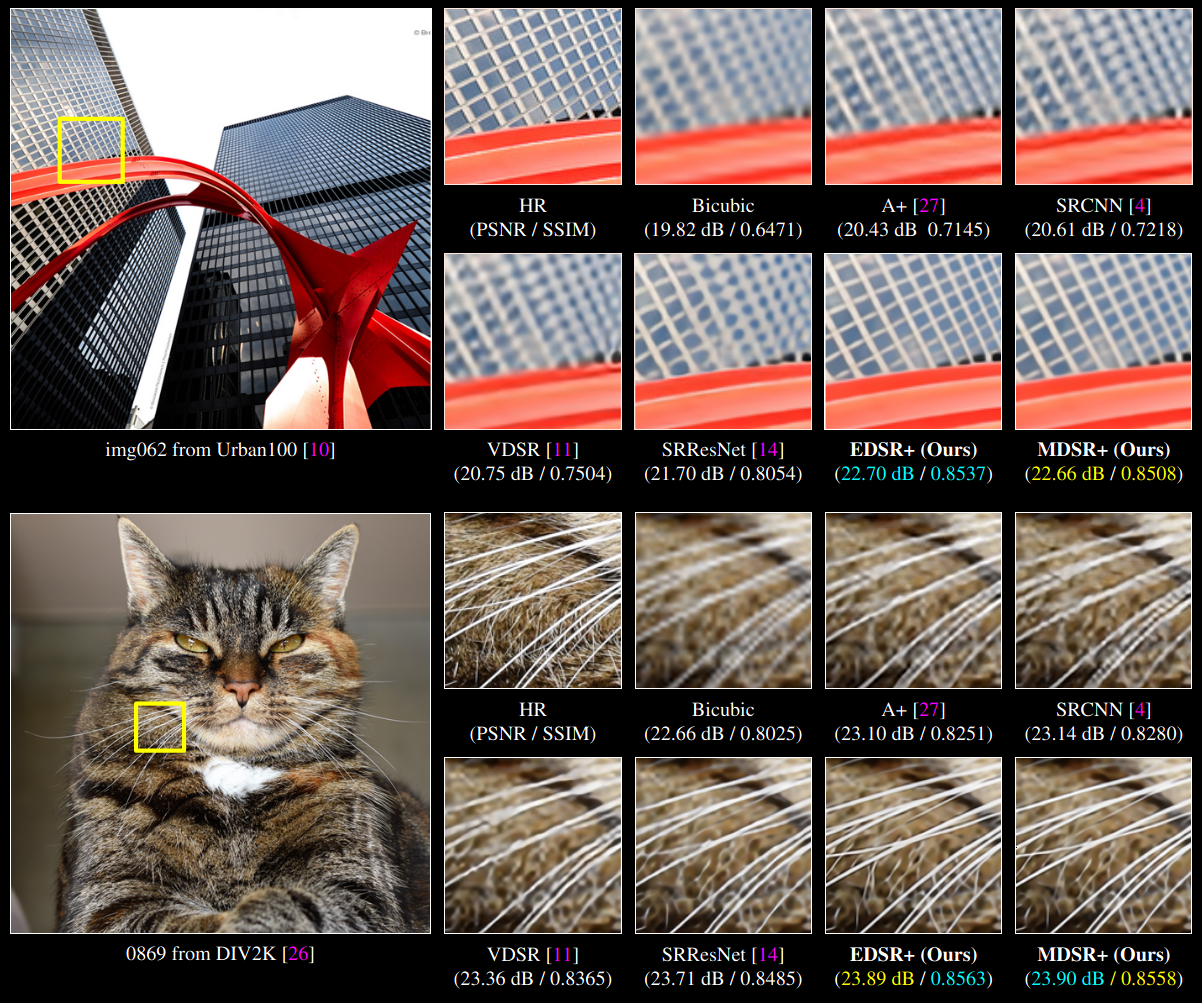 HR
(PSNR / SSIM)
Bicubic
(19.82 dB / 0.6471)
A+ [27]
(20.43 dB 0.7145)
SRCNN [4]
(20.61 dB / 0.7218)
img062 from Urban100 [10]
VDSR [11]
(20.75 dB / 0.7504)
SRResNet [14]
(21.70 dB / 0.8054)
EDSR+ (Ours)
(22.70 dB / 0.8537)
MDSR+ (Ours)
(22.66 dB / 0.8508)
HR
(PSNR / SSIM)
Bicubic
(22.66 dB / 0.8025)
A+ [27]
(23.10 dB / 0.8251)
SRCNN [4]
(23.14 dB / 0.8280)
0869 from DIV2K [26]
VDSR [11]
(23.36 dB / 0.8365)
SRResNet [14]
(23.71 dB / 0.8485)
EDSR+ (Ours)
(23.89 dB / 0.8563)
MDSR+ (Ours)
(23.90 dB / 0.8558)